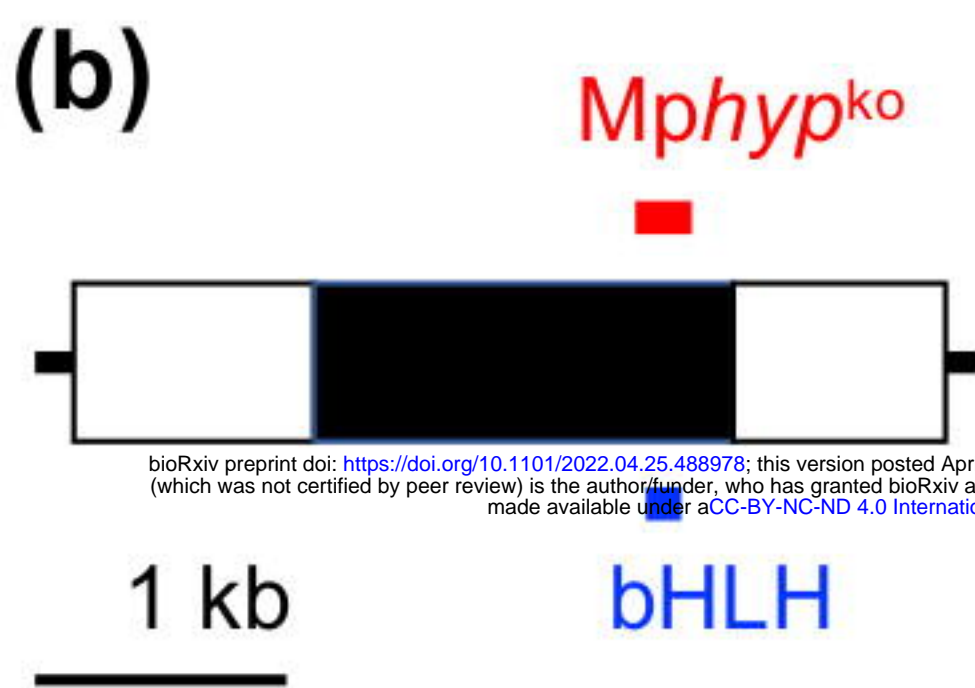 (b)
Mphypko
bioRxiv preprint doi: https://doi.org/10.1101/2022.04.25.488978; this version posted Apr
(which was not certified by peer review) is the author/funder, who has granted bioRxiv a
made available under aCC-BY-NC-ND 4.0 Internatio
1 kb
bHLH